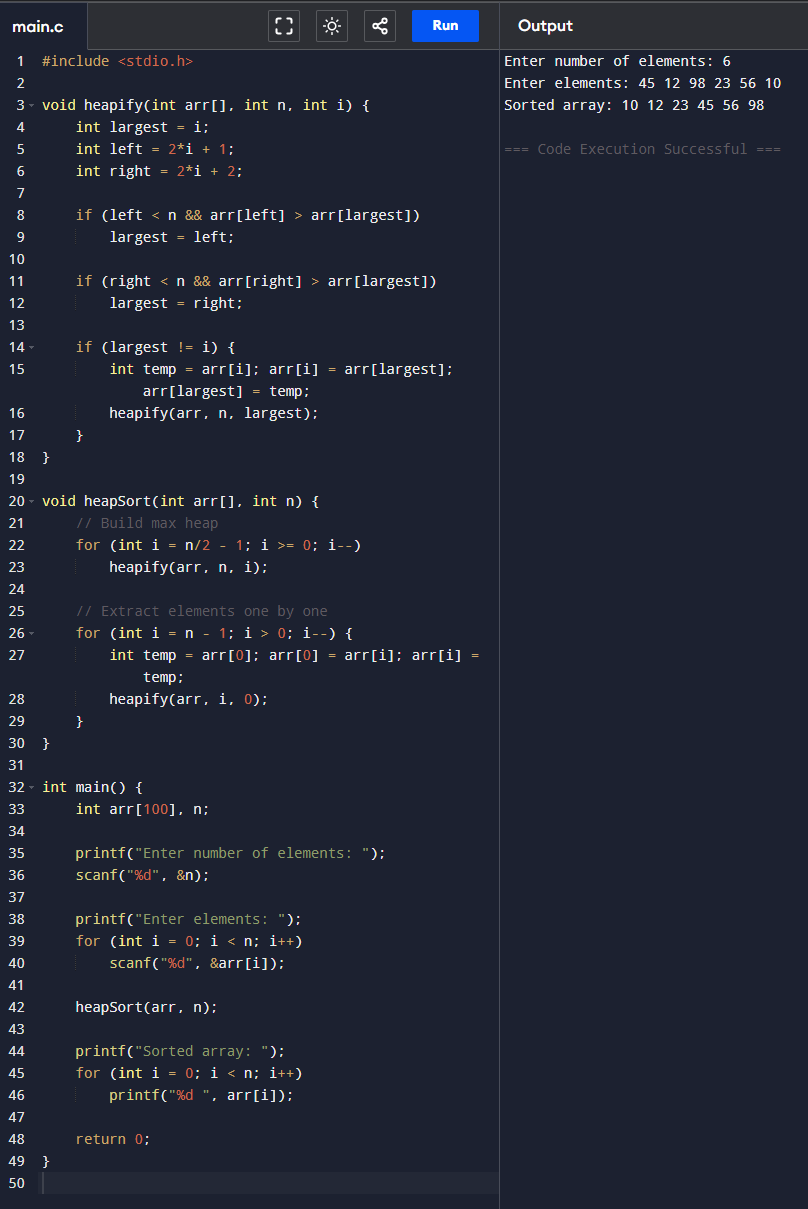 main.c
Run
Output
1 #include <stdio.h>
2
3 void heapify(int arr[], int n, int i) {
4     int largest = i;
5     int left = 2*i + 1;
6     int right = 2*i + 2;
7
8     if (left < n && arr[left] > arr[largest])
9         largest = left;
10
11     if (right < n && arr[right] > arr[largest])
12         largest = right;
13
14     if (largest != i) {
15         int temp = arr[i]; arr[i] = arr[largest];
            arr[largest] = temp;
16         heapify(arr, n, largest);
17     }
18 }
19
20 void heapSort(int arr[], int n) {
21     // Build max heap
22     for (int i = n/2 - 1; i >= 0; i--)
23         heapify(arr, n, i);
24
25     // Extract elements one by one
26     for (int i = n - 1; i > 0; i--) {
27         int temp = arr[0]; arr[0] = arr[i]; arr[i] =
            temp;
28         heapify(arr, i, 0);
29     }
30 }
31
32 int main() {
33     int arr[100], n;
34
35     printf("Enter number of elements: ");
36     scanf("%d", &n);
37
38     printf("Enter elements: ");
39     for (int i = 0; i < n; i++)
40         scanf("%d", &arr[i]);
41
42     heapSort(arr, n);
43
44     printf("Sorted array: ");
45     for (int i = 0; i < n; i++)
46         printf("%d ", arr[i]);
47
48     return 0;
49 }
50
Enter number of elements: 6
Enter elements: 45 12 98 23 56 10
Sorted array: 10 12 23 45 56 98
=== Code Execution Successful ===